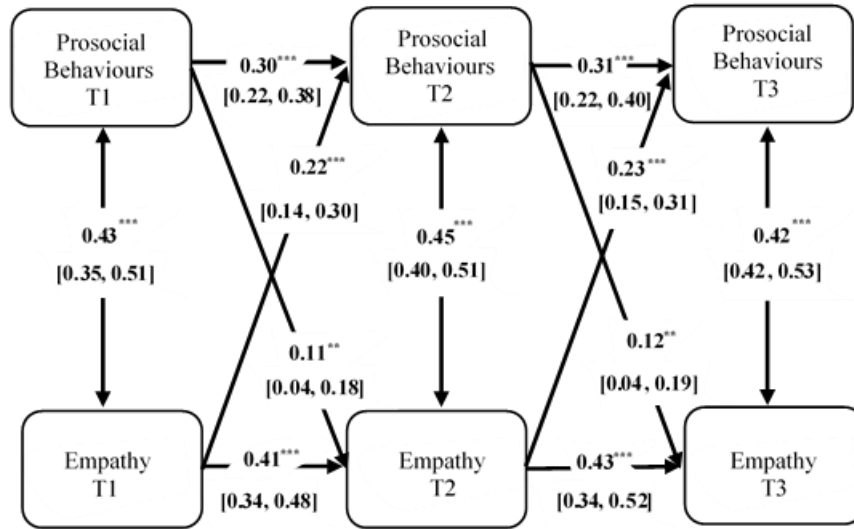 Prosocial
Behaviours
T1
0.30***
[0.22, 0.38]
Prosocial
Behaviours
T2
0.31***
[0.22, 0.40]
Prosocial
Behaviours
T3
0.22***
[0.14, 0.30]
0.23***
[0.15, 0.31]
0.43***
[0.35, 0.51]
0.45***
[0.40, 0.51]
0.42***
[0.42, 0.53]
0.11**
[0.04, 0.18]
0.12**
[0.04, 0.19]
Empathy
T1
0.41***
[0.34, 0.48]
Empathy
T2
0.43***
[0.34, 0.52]
Empathy
T3